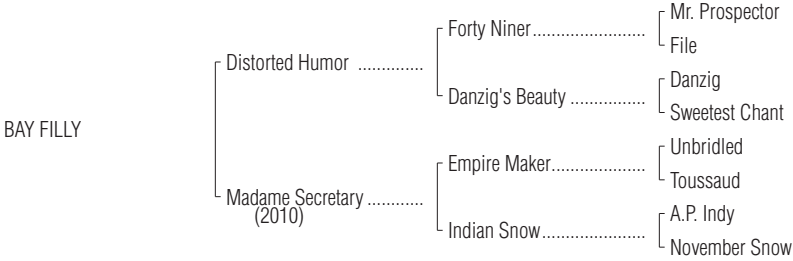 Mr. Prospector
Forty Niner........................
File
Distorted Humor ..............
Danzig
Danzig's Beauty ................
Sweetest Chant
BAY FILLY
Unbridled
Empire Maker....................
Toussaud
Madame Secretary ............
(2010)
A.P. Indy
Indian Snow......................
November Snow